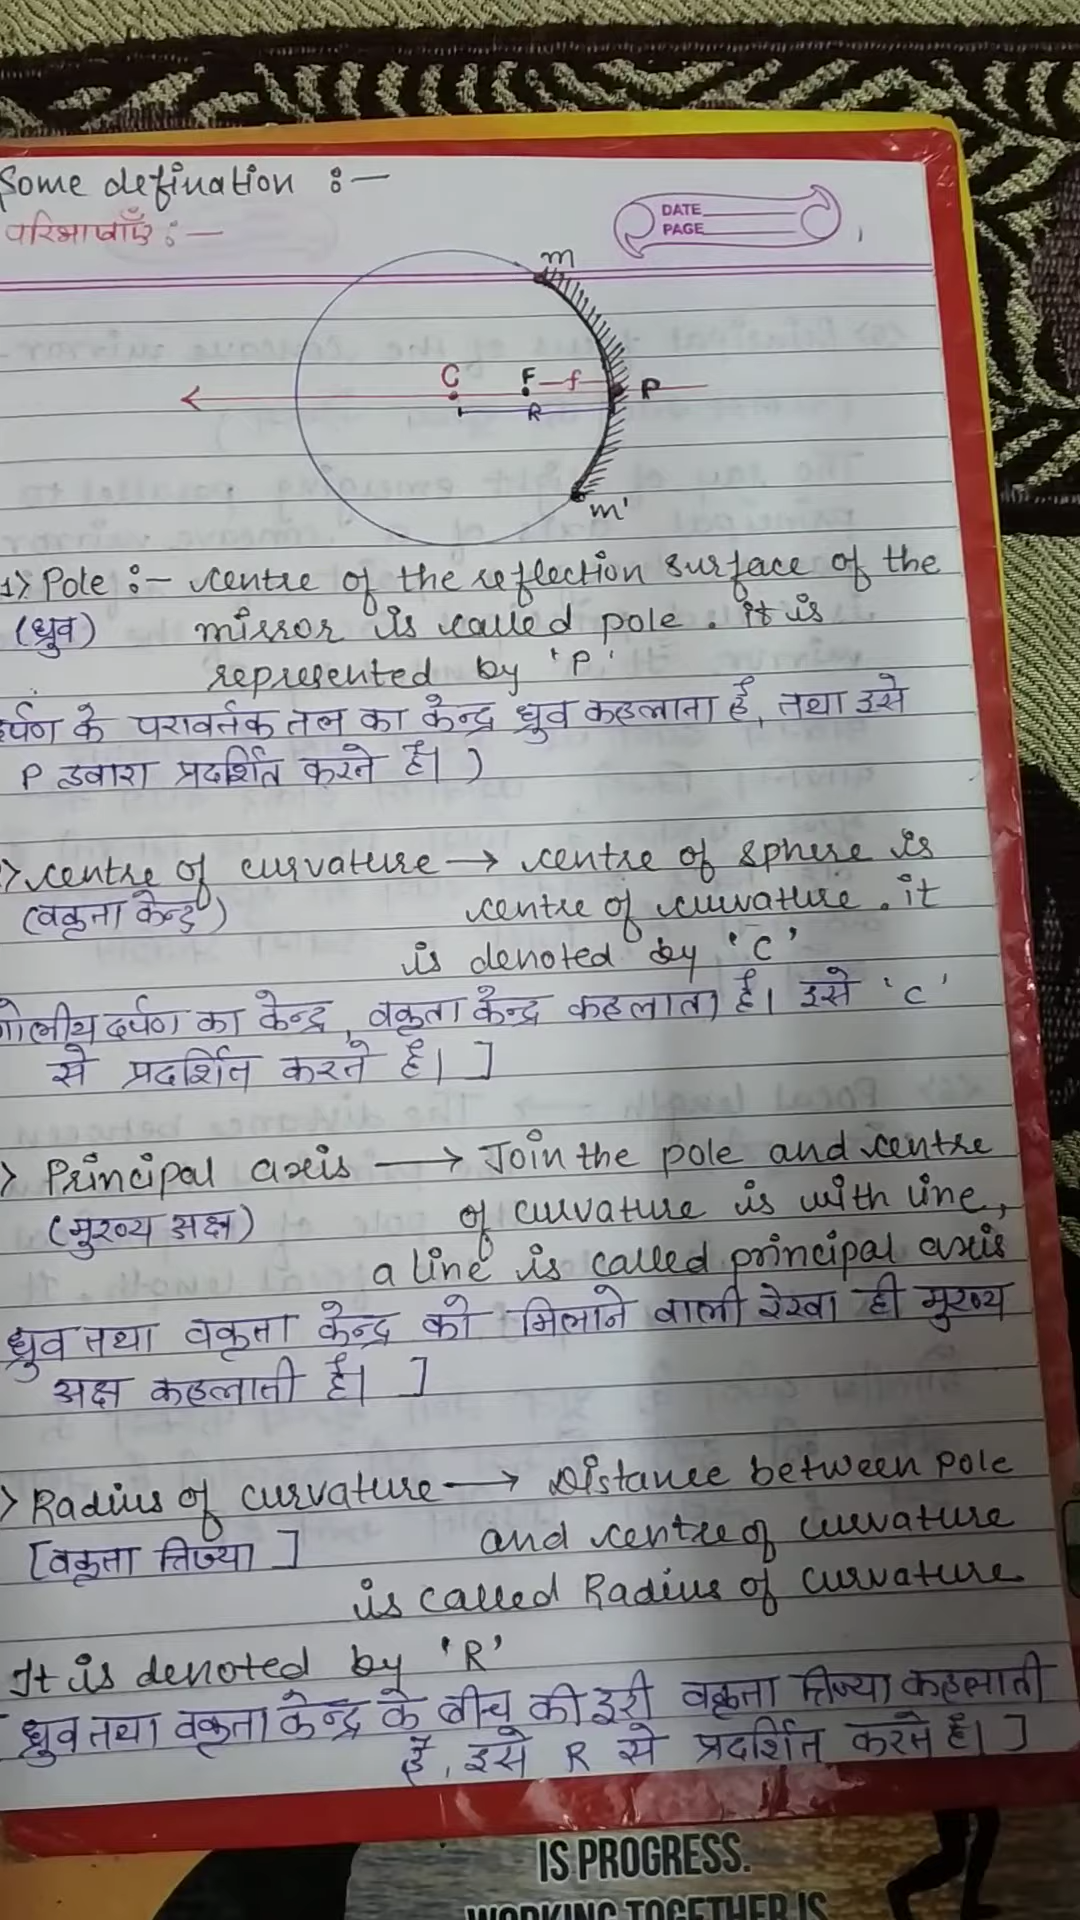 Some defination :—
परिभाषाएँ :—
DATE
PAGE
m
C F f P
R
m'
1> Pole :— centre of the reflection surface of the
(ध्रुव) mirror is called pole. it is
represented by 'P'
र्पण के परावर्तक तल का केन्द्र ध्रुव कहलाता है, तथा इसे
P डवारा प्रदर्शित करते है। )
> centre of curvature → centre of sphere is
(वक्रता केन्द्र) centre of curvature. it
is denoted by 'C'
गोलीय दर्पण का केन्द्र, वक्रता केन्द्र कहलाता है। इसे 'C'
से प्रदर्शित करते है। ]
> Principal axis → Join the pole and centre
(मुख्य अक्ष) of curvature is with line,
a line is called principal axis
ध्रुव तथा वक्रता केन्द्र को मिलाने वाली रेखा ही मुख्य
अक्ष कहलाती है। ]
> Radius of curvature → Distance between pole
[वक्रता त्रिज्या ] and centre of curvature
is called Radius of curvature
It is denoted by 'R'
ध्रुव तथा वक्रता केन्द्र के बीच की दूरी वक्रता त्रिज्या कहलाती
है, इसे R से प्रदर्शित करते है। ]
IS PROGRESS.
WORKING TOGETHER IS